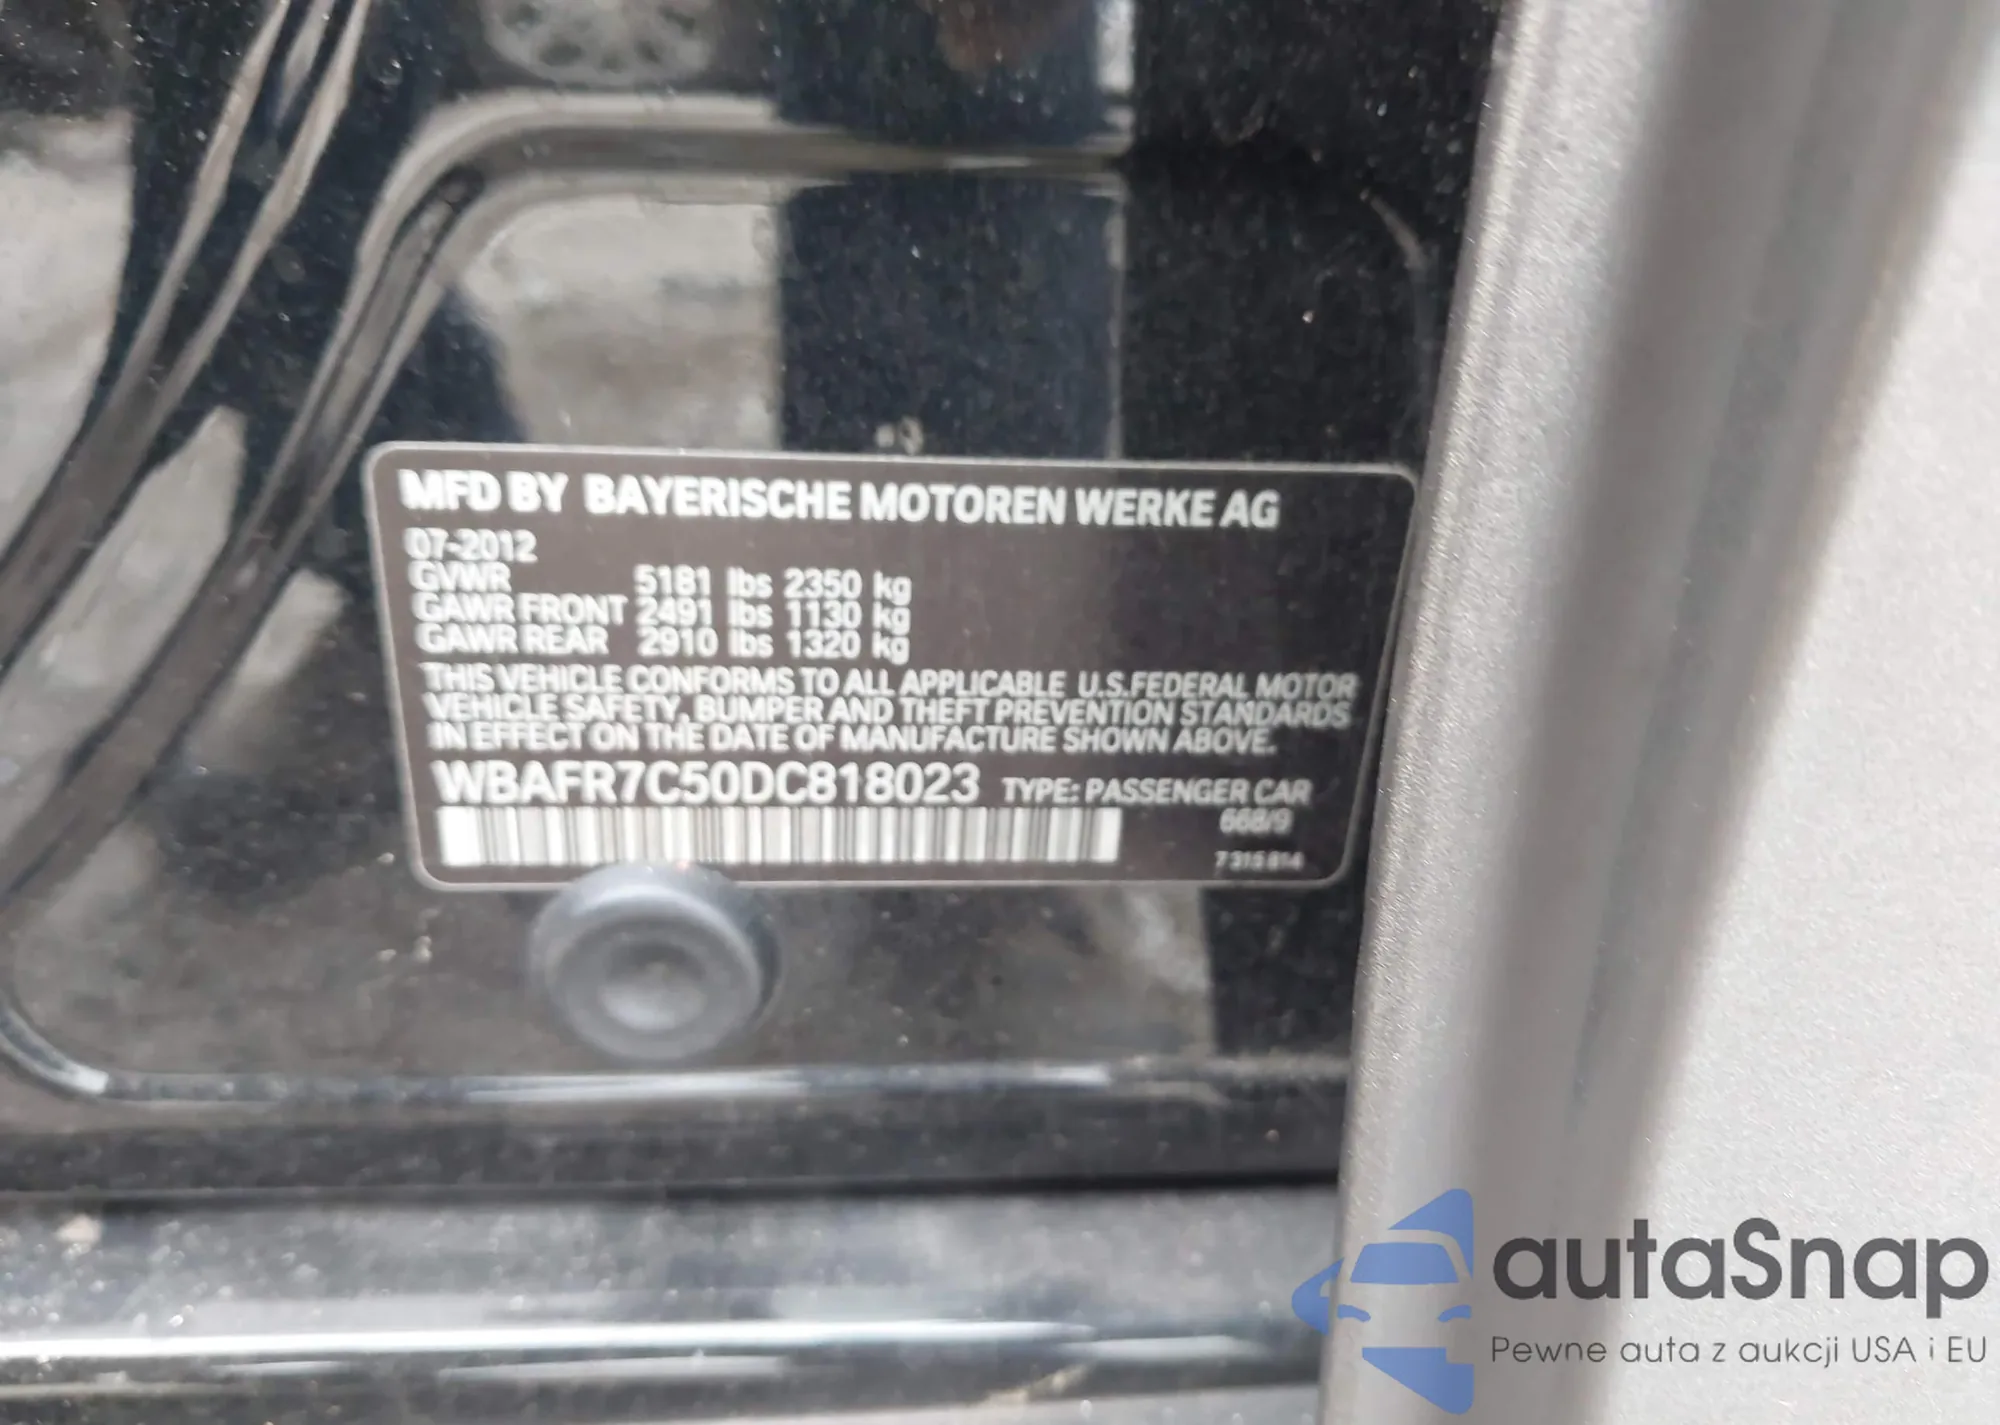 MFD BY BAYERISCHE MOTOREN WERKE AG
07-2012
GVWR 5181 lbs 2350 kg
GAWR FRONT 2491 lbs 1130 kg
GAWR REAR 2910 lbs 1320 kg
THIS VEHICLE CONFORMS TO ALL APPLICABLE U.S.FEDERAL MOTOR
VEHICLE SAFETY, BUMPER AND THEFT PREVENTION STANDARDS
IN EFFECT ON THE DATE OF MANUFACTURE SHOWN ABOVE.
WBAFR7C50DC818023 TYPE: PASSENGER CAR
668/9
7 315 814
autaSnap
Pewne auta z aukcji USA i EU